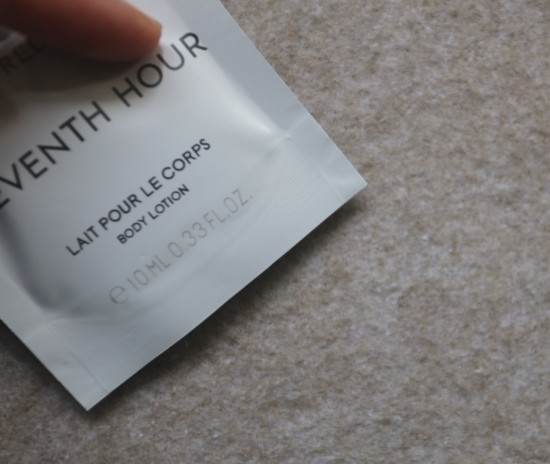 EVENTH HOUR
LAIT POUR LE CORPS
BODY LOTION
℮ 10 ML 0.33 FL.OZ.